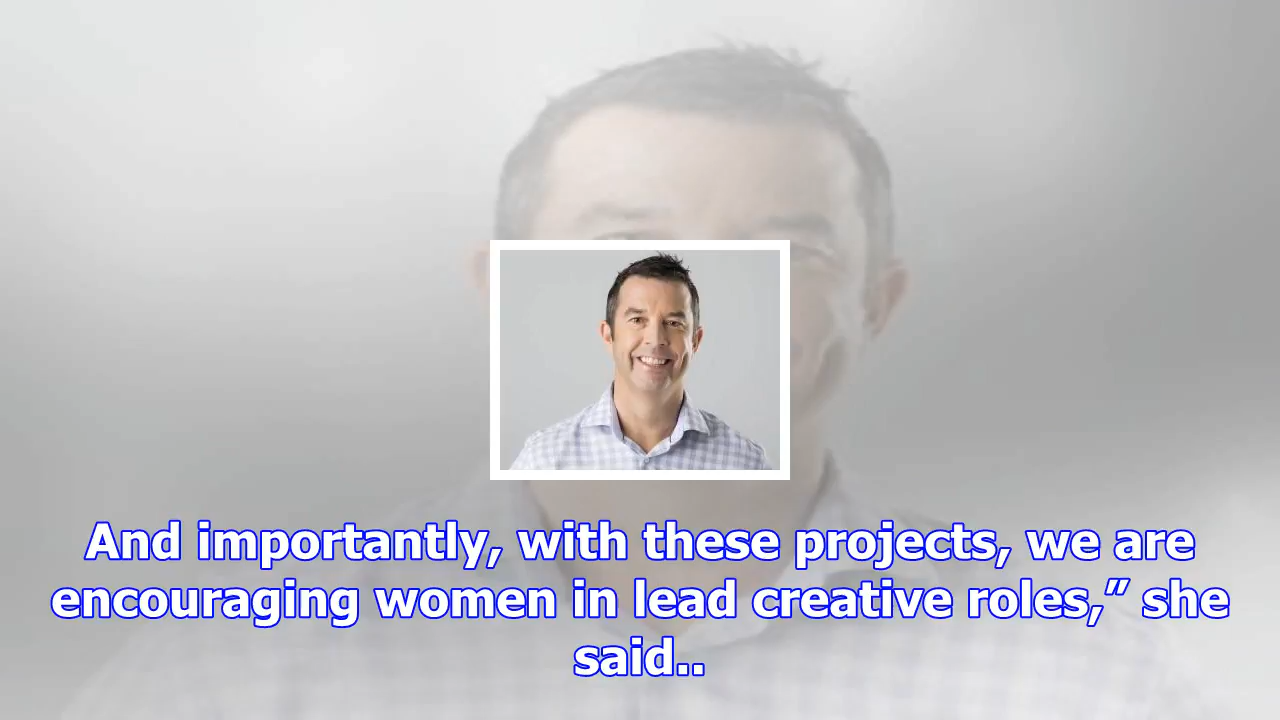 And importantly, with these projects, we are
encouraging women in lead creative roles,” she
said..